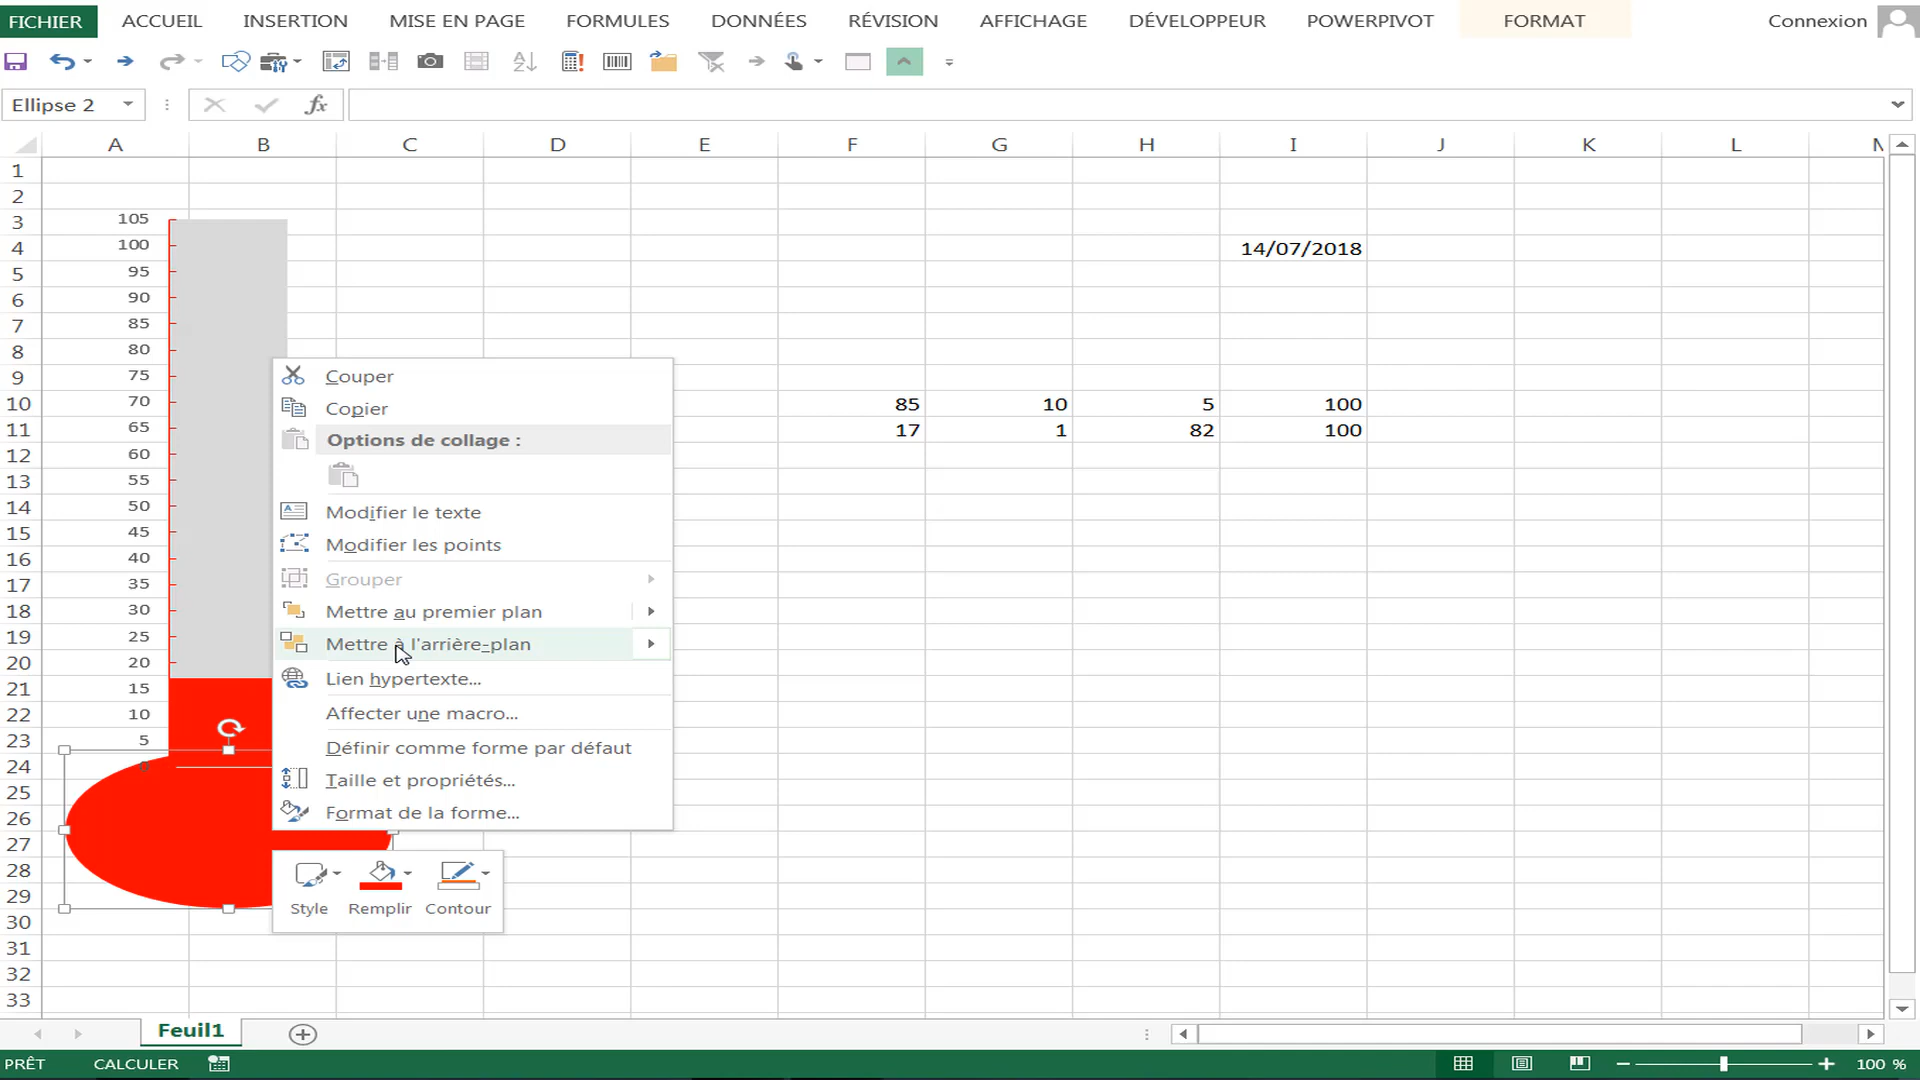 FICHIER ACCUEIL INSERTION MISE EN PAGE FORMULES DONNÉES RÉVISION AFFICHAGE DÉVELOPPEUR POWERPIVOT FORMAT Connexion
Ellipse 2 fx
A B C D E F G H I J K L
1
2
3 105
4 100 14/07/2018
5 95
6 90
7 85
8 80
9 75 Couper
10 70 Copier 85 10 5 100
11 65 Options de collage : 17 1 82 100
12 60
13 55
14 50 Modifier le texte
15 45 Modifier les points
16 40
17 35 Grouper
18 30 Mettre au premier plan
19 25 Mettre à l'arrière-plan
20 20
21 15 Lien hypertexte...
22 10 Affecter une macro...
23 5 Définir comme forme par défaut
24 0 Taille et propriétés...
25
26 Format de la forme...
27
28
29 Style Remplir Contour
30
31
32
33
Feuil1
PRÊT CALCULER 100 %